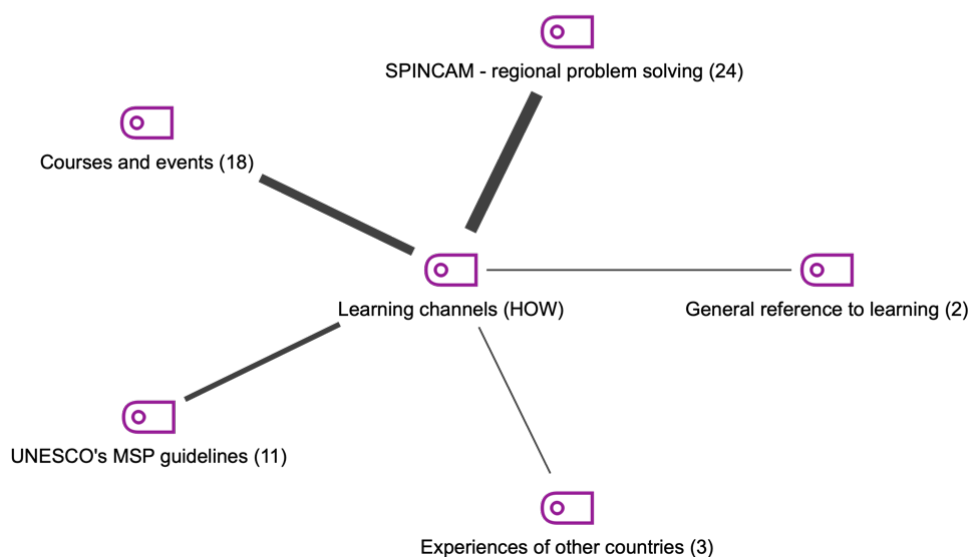 SPINCAM - regional problem solving (24)
Courses and events (18)
Learning channels (HOW)
General reference to learning (2)
UNESCO's MSP guidelines (11)
Experiences of other countries (3)